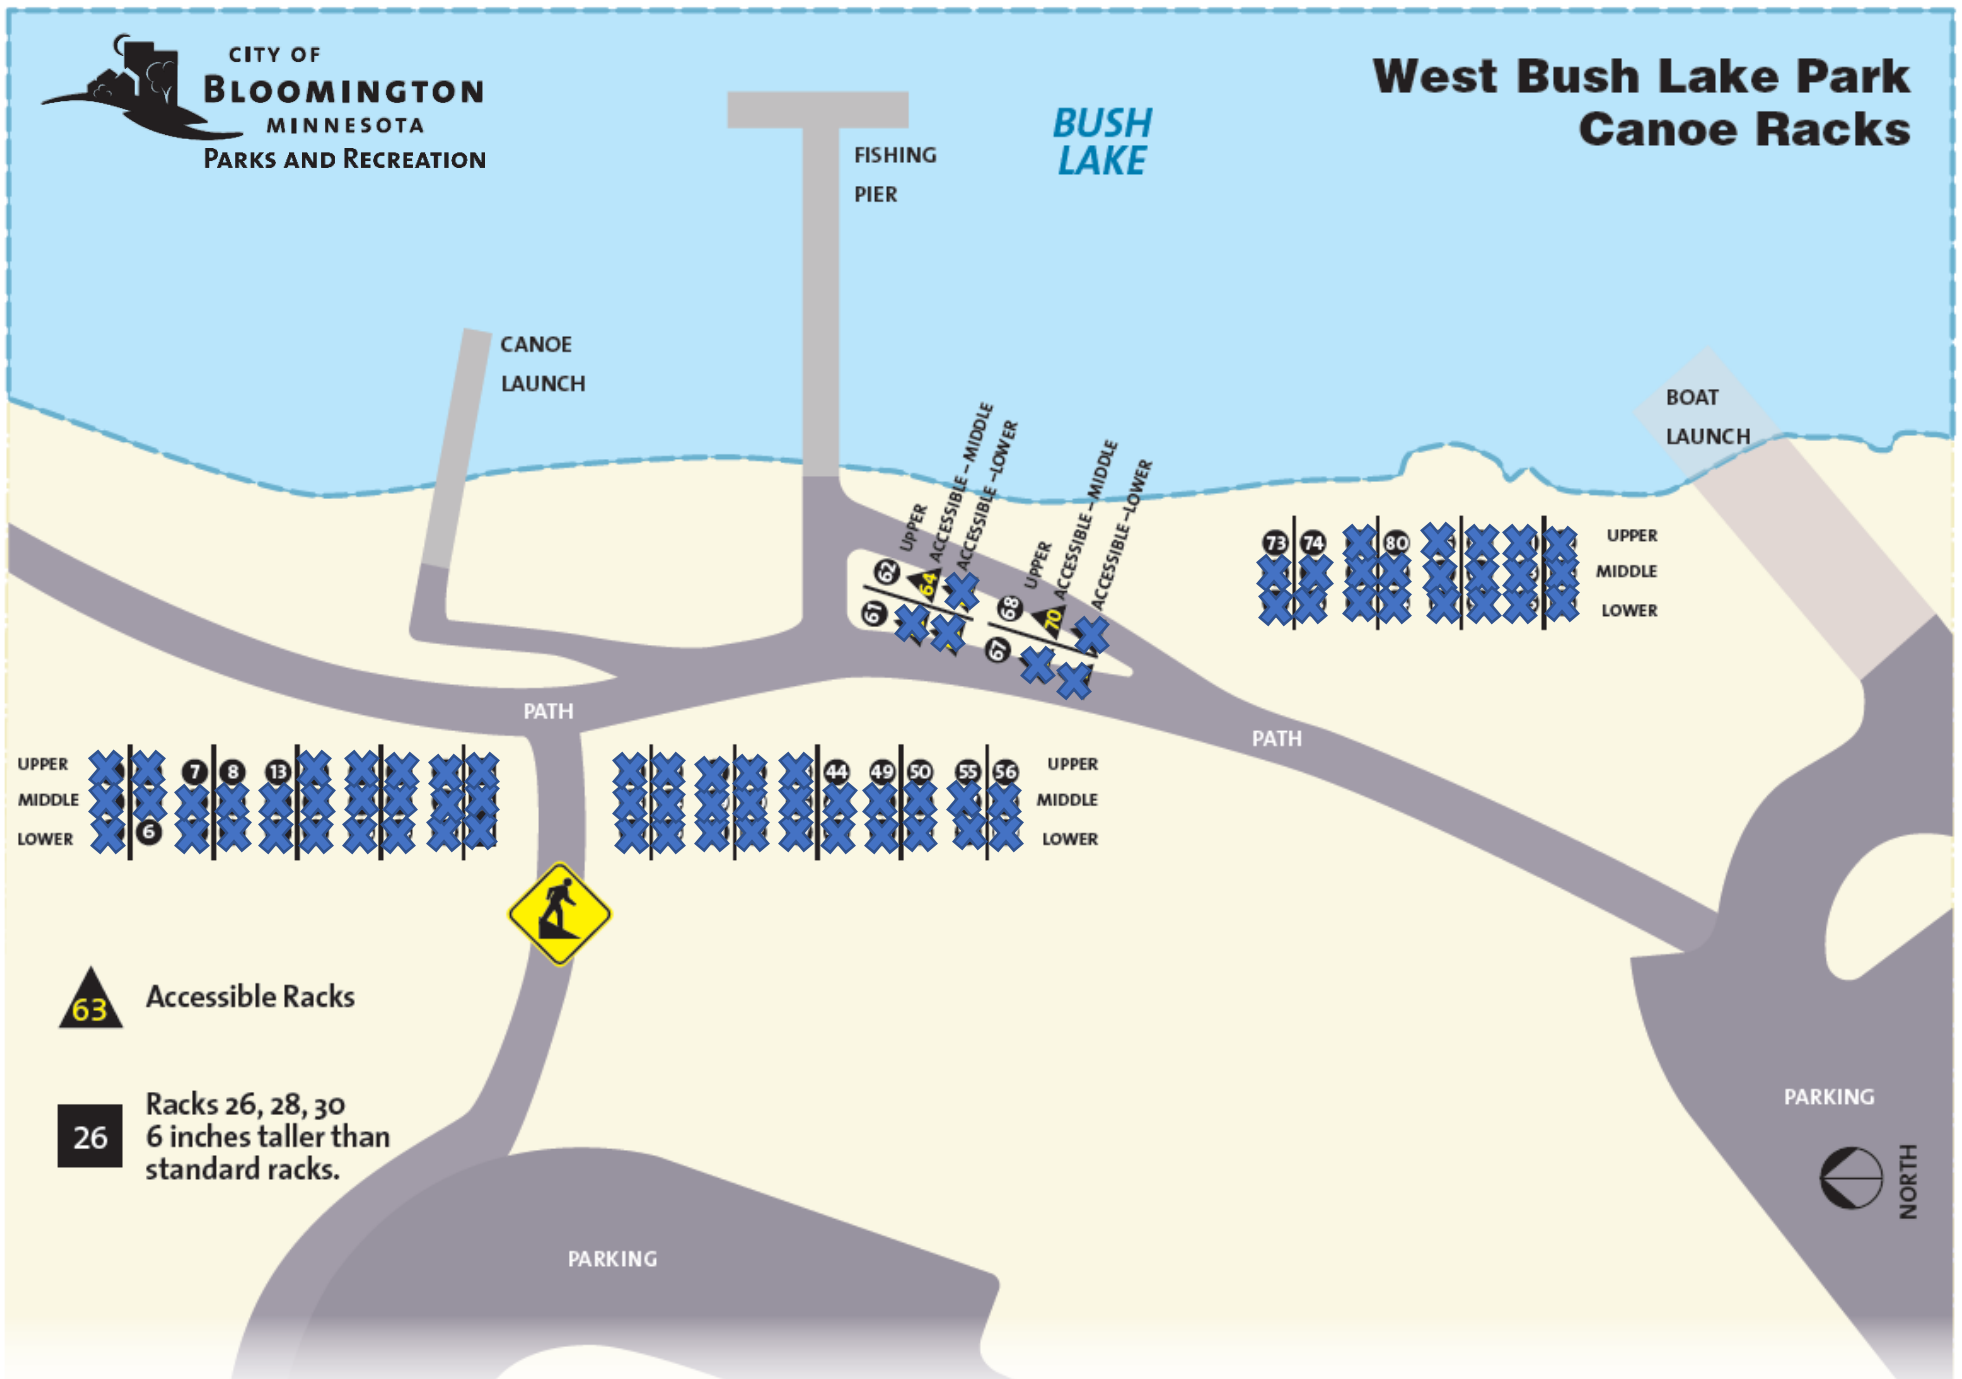 CITY OF
BLOOMINGTON
MINNESOTA
PARKS AND RECREATION
West Bush Lake Park
Canoe Racks
BUSH
LAKE
FISHING
PIER
CANOE
LAUNCH
BOAT
LAUNCH
UPPER
ACCESSIBLE – MIDDLE
ACCESSIBLE –LOWER
62
64
61
UPPER
ACCESSIBLE – MIDDLE
ACCESSIBLE –LOWER
68
70
67
73 74 80 UPPER
MIDDLE
LOWER
PATH
PATH
UPPER 7 8 13
MIDDLE
LOWER 6
44 49 50 55 56 UPPER
MIDDLE
LOWER
63 Accessible Racks
26
Racks 26, 28, 30
6 inches taller than
standard racks.
PARKING
PARKING
NORTH